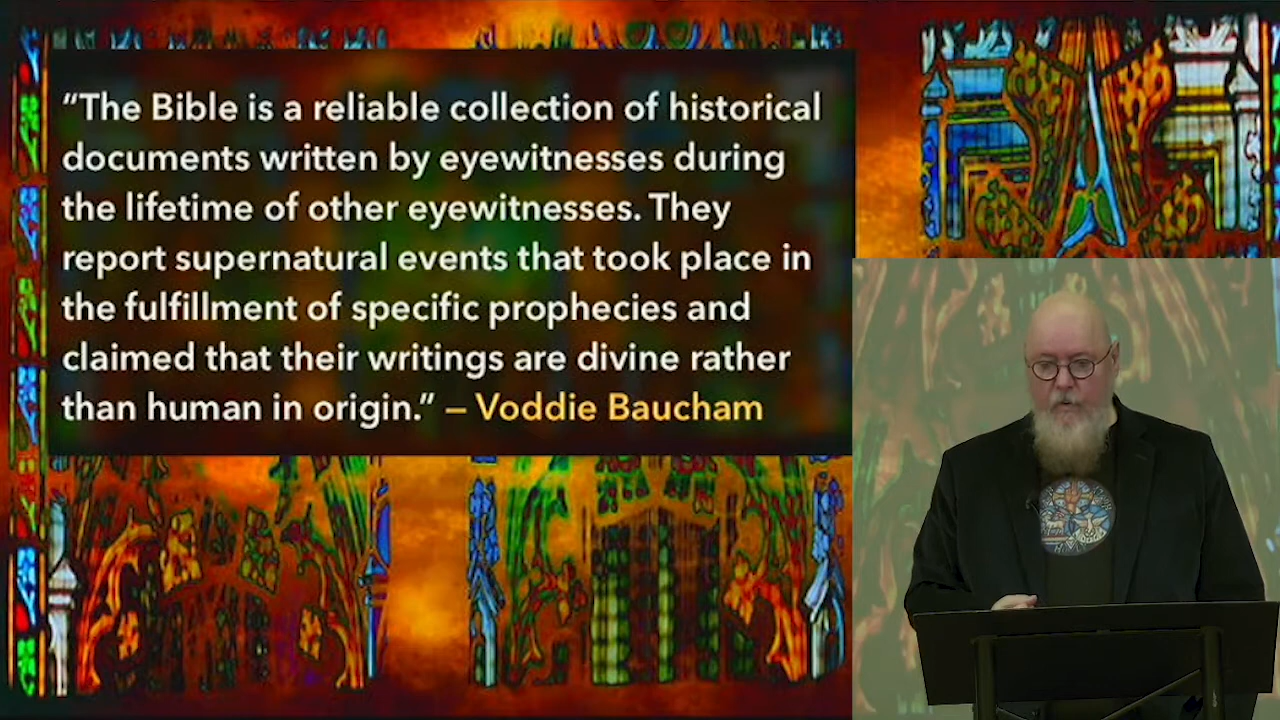 “The Bible is a reliable collection of historical
documents written by eyewitnesses during
the lifetime of other eyewitnesses. They
report supernatural events that took place in
the fulfillment of specific prophecies and
claimed that their writings are divine rather
than human in origin.” – Voddie Baucham